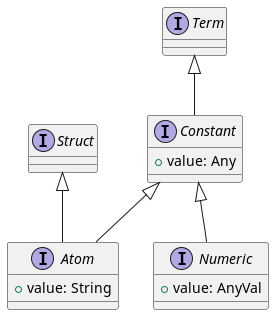 I Term
I Struct
I Constant
value: Any
I Atom
value: String
I Numeric
value: AnyVal